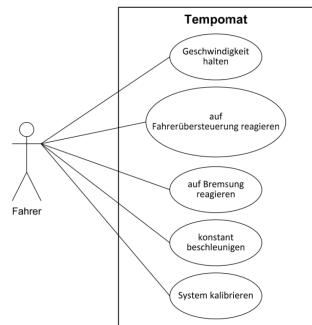 Tempomat
Geschwindigkeit
halten
auf
Fahrerübersteuerung reagieren
Fahrer
auf Bremsung
reagieren
konstant
beschleunigen
System kalibrieren